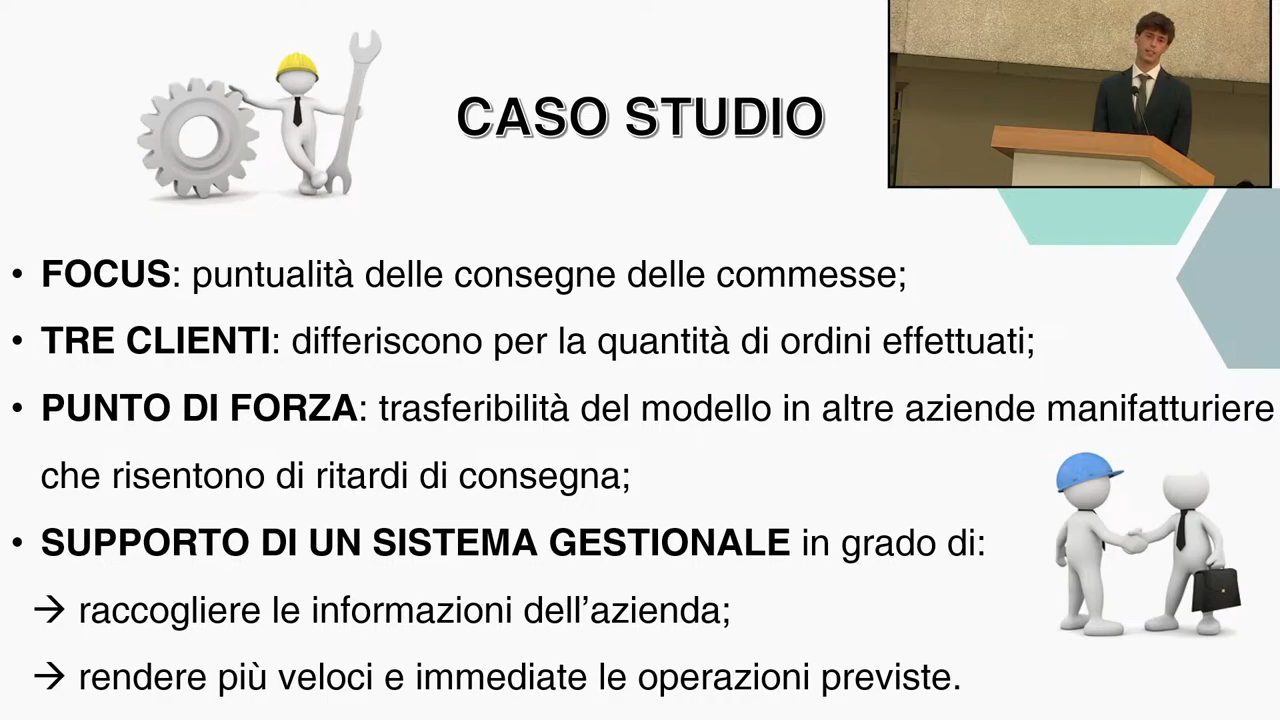 CASO STUDIO
• FOCUS: puntualità delle consegne delle commesse;
• TRE CLIENTI: differiscono per la quantità di ordini effettuati;
• PUNTO DI FORZA: trasferibilità del modello in altre aziende manifatturiere
che risentono di ritardi di consegna;
• SUPPORTO DI UN SISTEMA GESTIONALE in grado di:
→ raccogliere le informazioni dell’azienda;
→ rendere più veloci e immediate le operazioni previste.